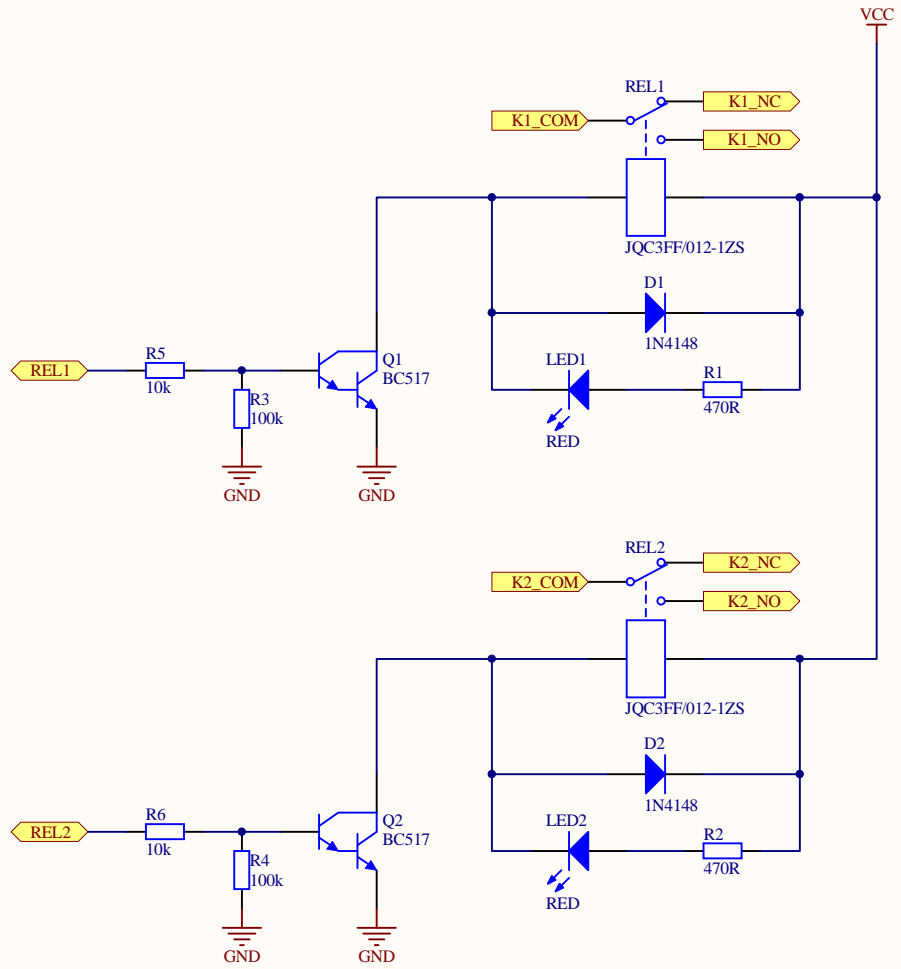 VCC
REL1
K1_NC
K1_COM
K1_NO
JQC3FF/012-1ZS
D1
1N4148
R5
REL1
10k
R3
100k
GND
Q1
BC517
GND
LED1
RED
R1
470R
REL2
K2_NC
K2_COM
K2_NO
JQC3FF/012-1ZS
D2
1N4148
R6
REL2
10k
R4
100k
GND
Q2
BC517
GND
LED2
RED
R2
470R